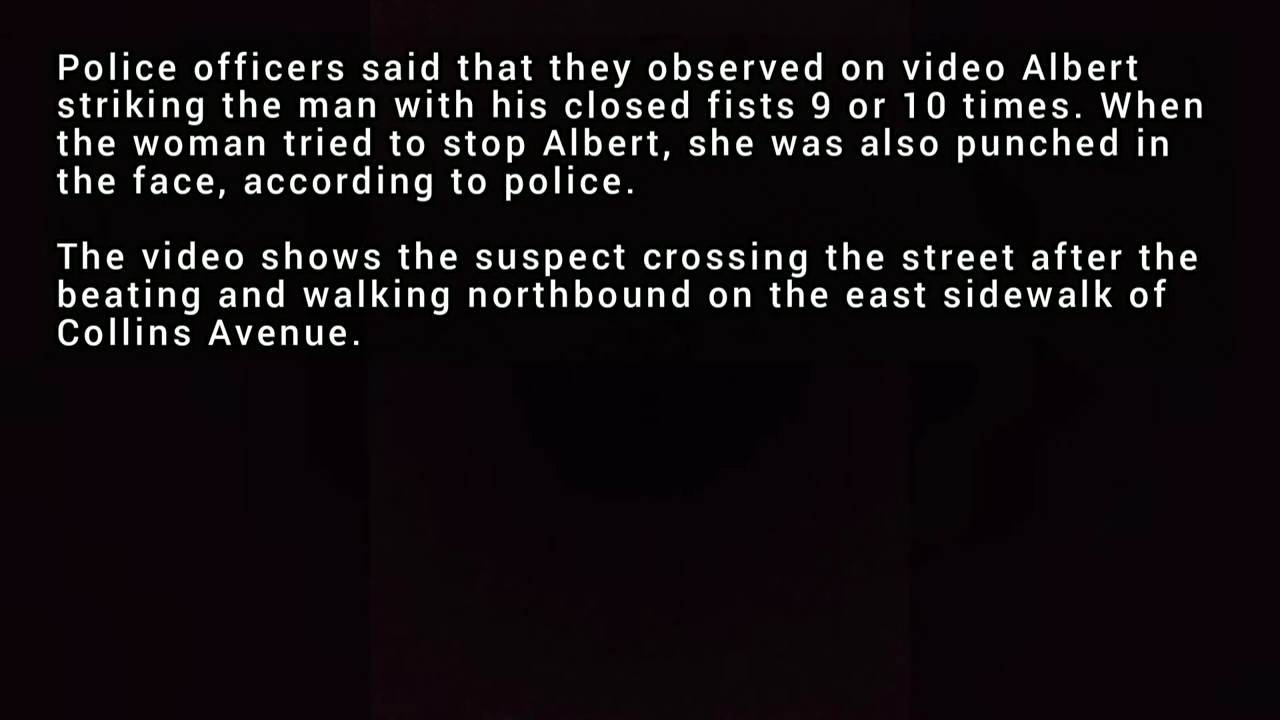 Police officers said that they observed on video Albert
striking the man with his closed fists 9 or 10 times. When
the woman tried to stop Albert, she was also punched in
the face, according to police.
The video shows the suspect crossing the street after the
beating and walking northbound on the east sidewalk of
Collins Avenue.